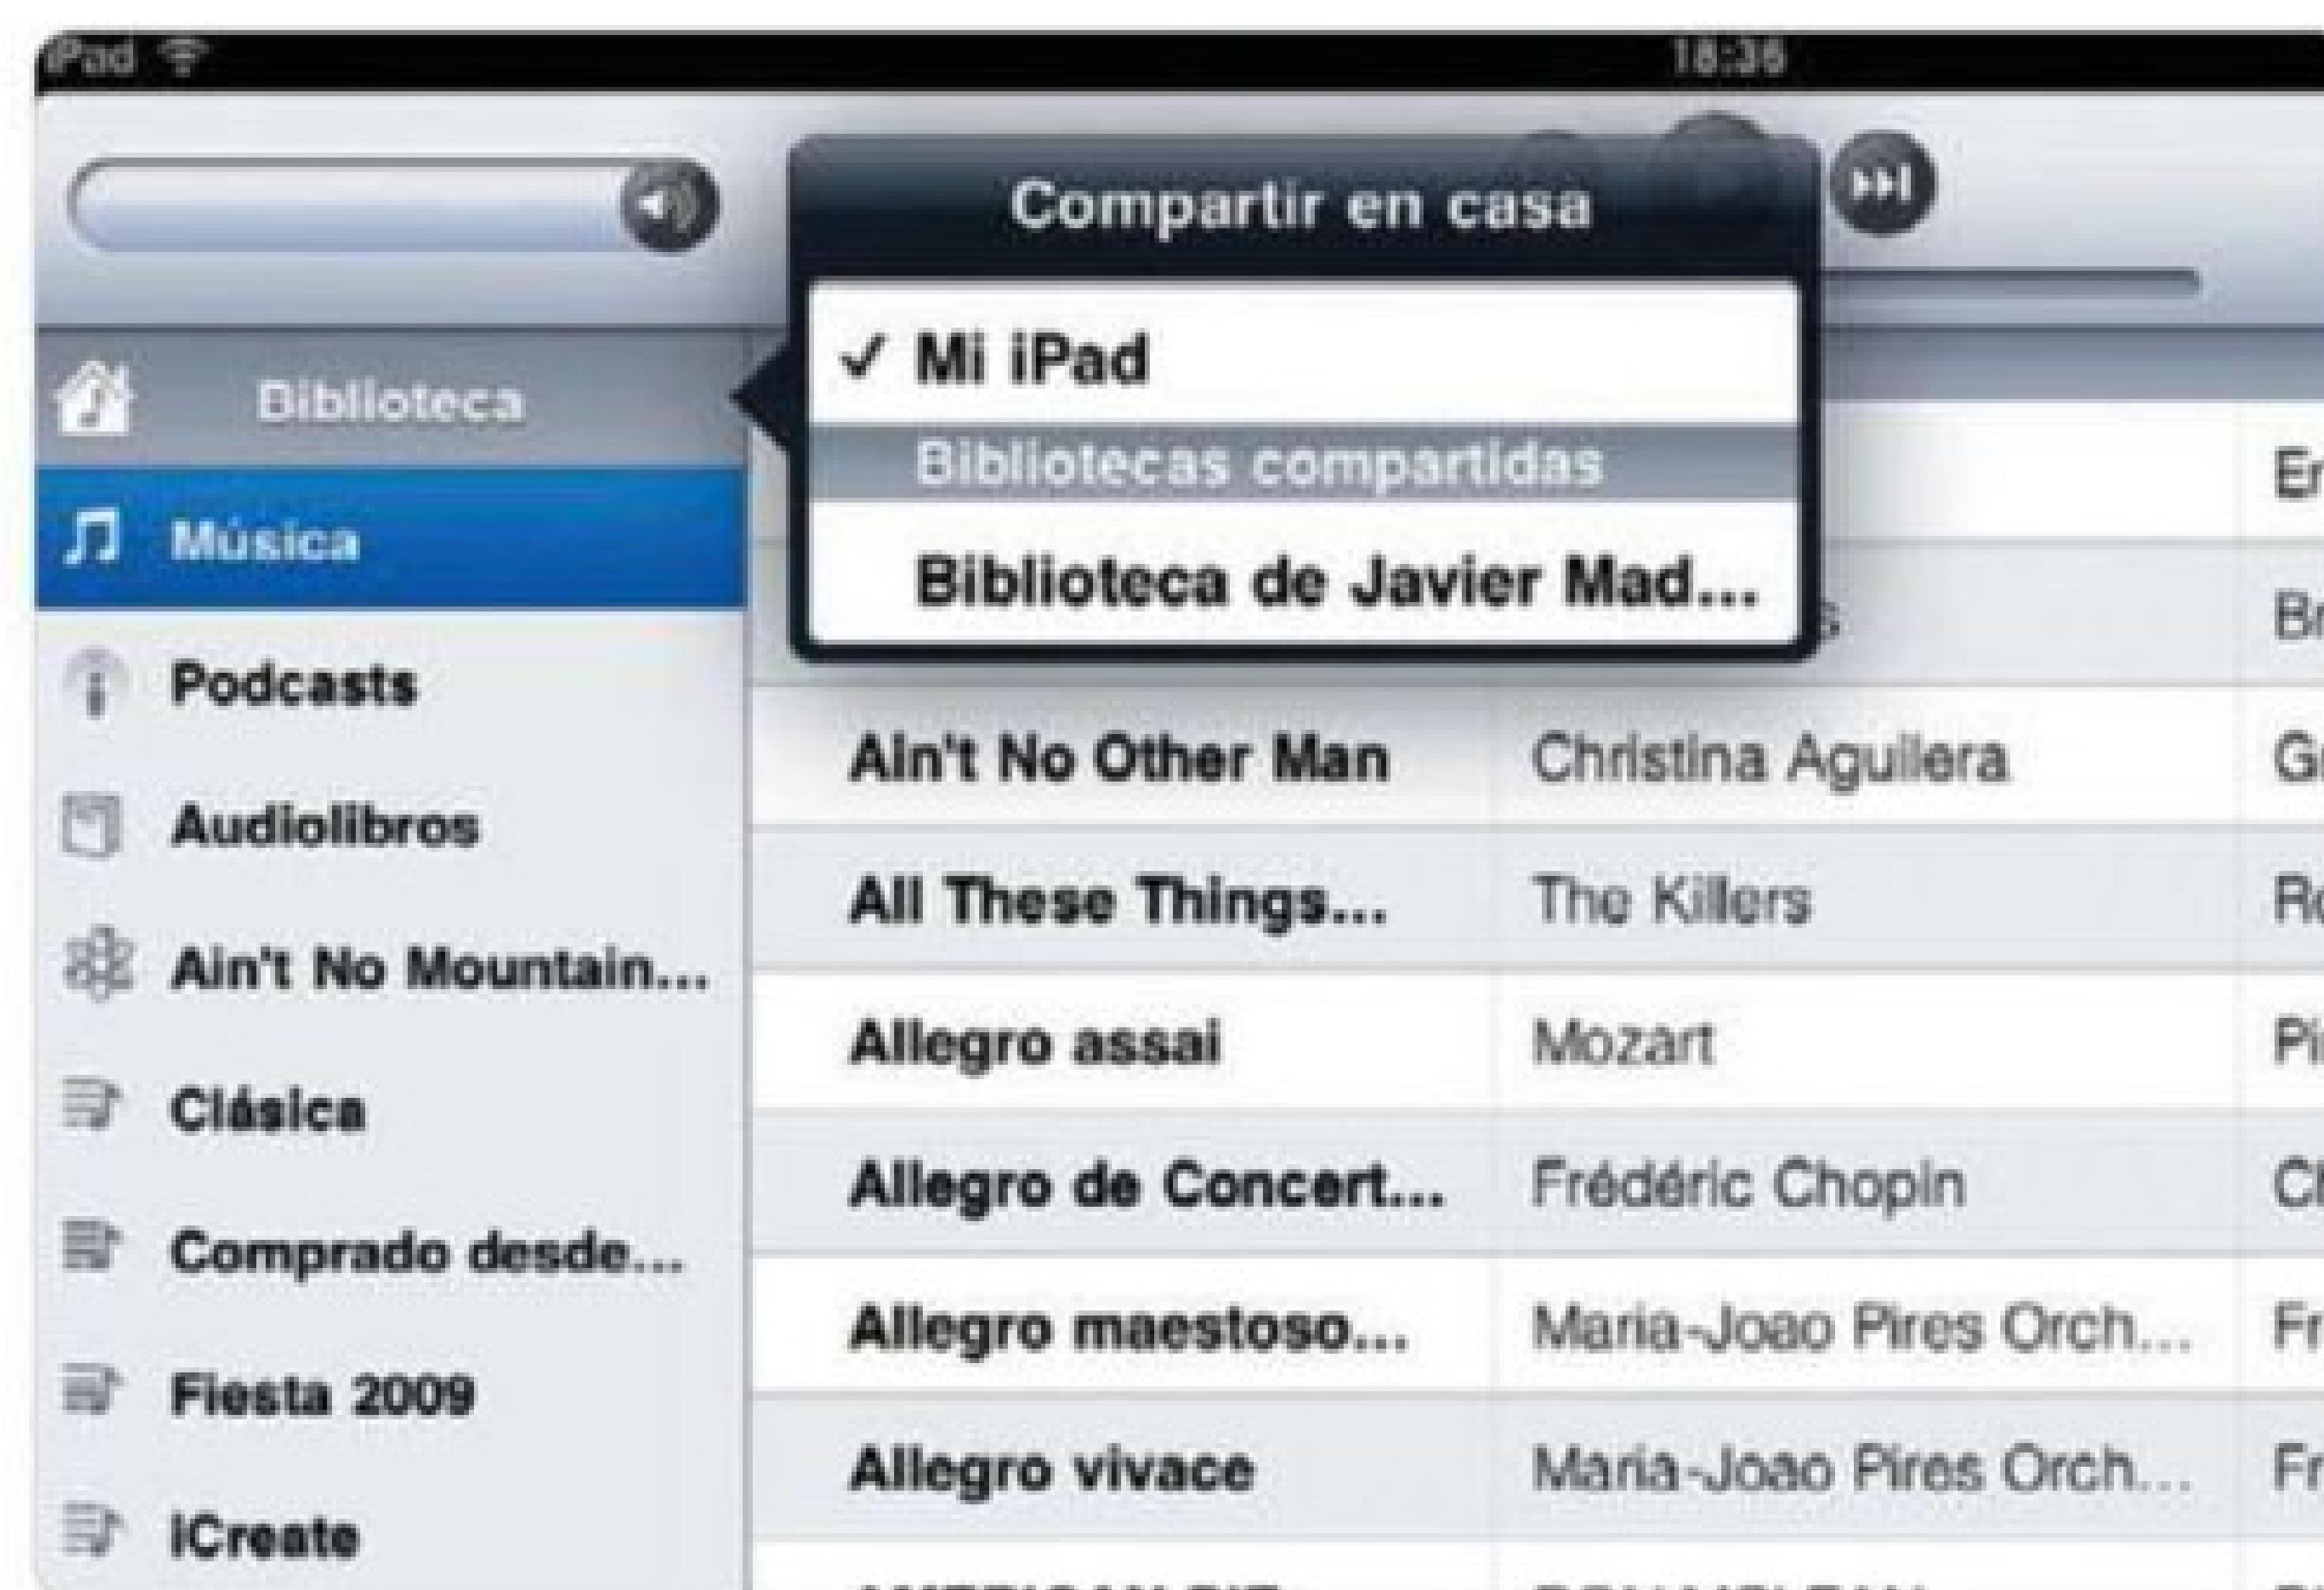 iPad
18:36
Compartir en casa
✓ Mi iPad
Bibliotecas compartidas
Biblioteca de Javier Mad...
Biblioteca
Música
Podcasts
Audiolibros
Ain't No Mountain...
Clásica
Comprado desde...
Fiesta 2009
iCreate
Ain't No Other Man Christina Aguilera
All These Things... The Killers
Allegro assai Mozart
Allegro de Concert... Frédéric Chopin
Allegro maestoso... Maria-Joao Pires Orch...
Allegro vivace Maria-Joao Pires Orch...